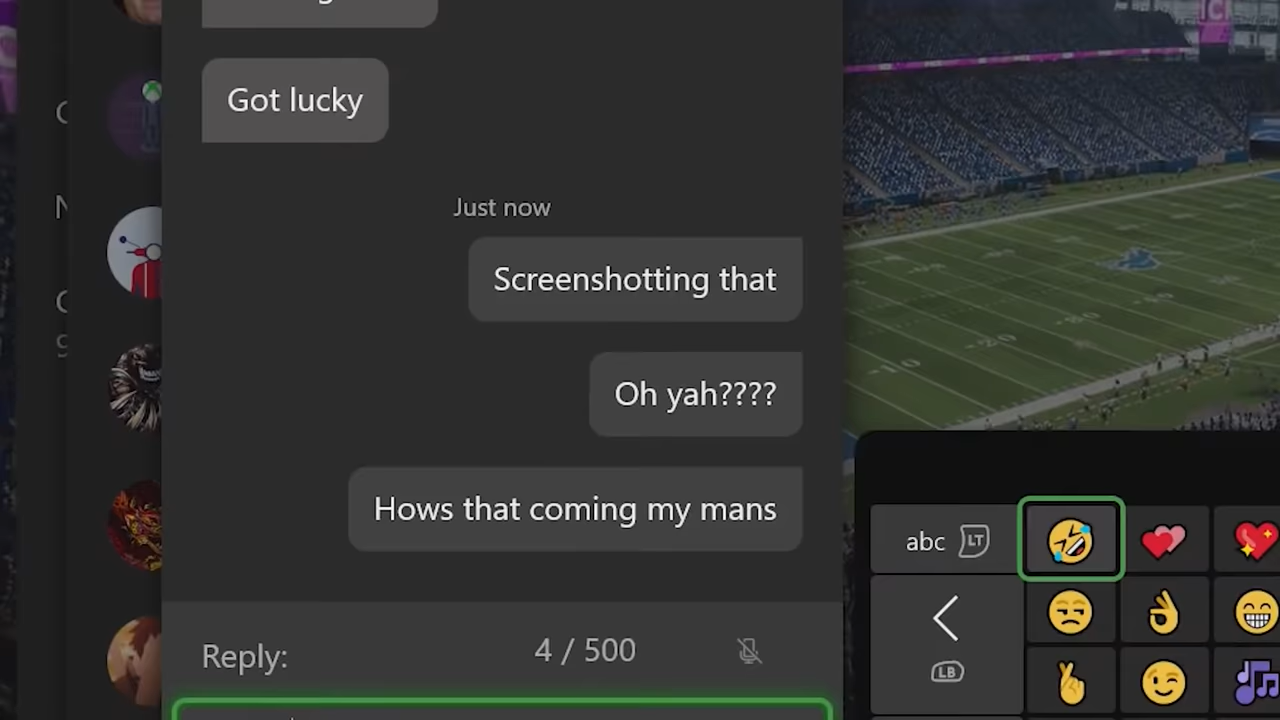 Got lucky
Just now
Screenshotting that
Oh yah????
Hows that coming my mans
abc LT
LB
Reply:
4 / 500